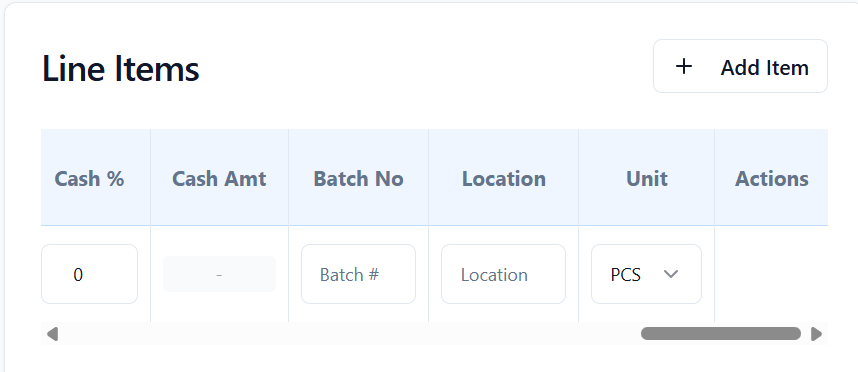 Line Items
+ Add Item
Cash % Cash Amt Batch No Location Unit Actions
0 - Batch # Location PCS